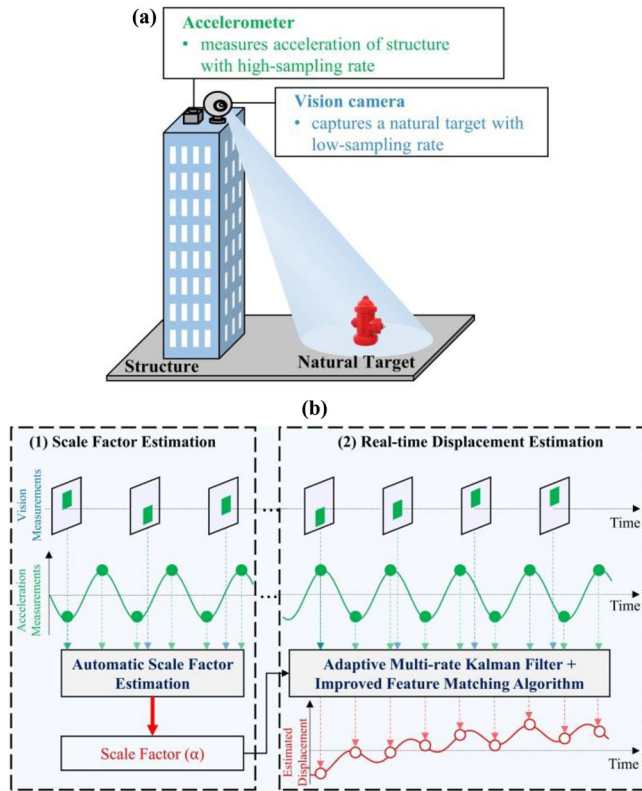 (a)
Accelerometer
• measures acceleration of structure
with high-sampling rate
Vision camera
• captures a natural target with
low-sampling rate
Structure
Natural Target
(b)
(1) Scale Factor Estimation
(2) Real-time Displacement Estimation
Vision
Measurements
...
Time
Acceleration
Measurements
...
Time
Automatic Scale Factor
Estimation
Adaptive Multi-rate Kalman Filter +
Improved Feature Matching Algorithm
Scale Factor (α)
Estimated
Displacement
Time